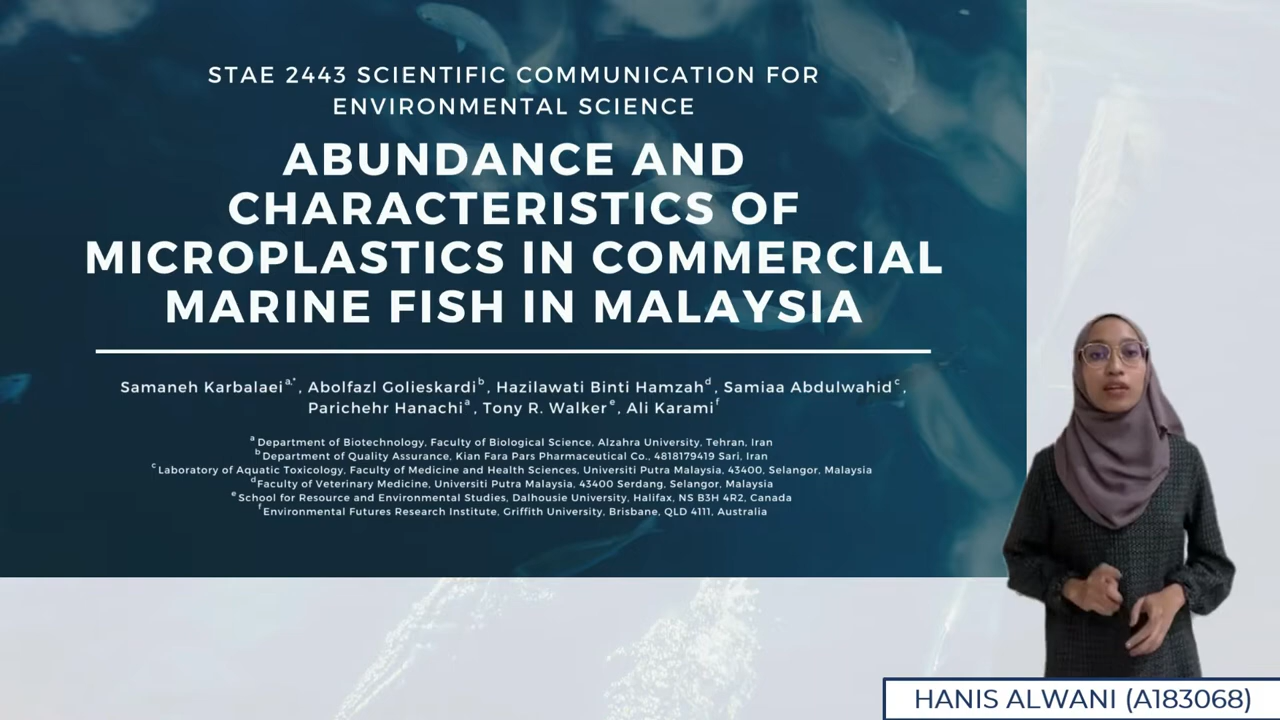 STAE 2443 SCIENTIFIC COMMUNICATION FOR
ENVIRONMENTAL SCIENCE
ABUNDANCE AND
CHARACTERISTICS OF
MICROPLASTICS IN COMMERCIAL
MARINE FISH IN MALAYSIA
Samaneh Karbalaei a,*, Abolfazl Golieskardi b, Hazilawati Binti Hamzah d, Samiaa Abdulwahid c,
Parichehr Hanachi a, Tony R. Walker e, Ali Karami f
a Department of Biotechnology, Faculty of Biological Science, Alzahra University, Tehran, Iran
b Department of Quality Assurance, Kian Fara Pars Pharmaceutical Co., 4818179419 Sari, Iran
c Laboratory of Aquatic Toxicology, Faculty of Medicine and Health Sciences, Universiti Putra Malaysia, 43400, Selangor, Malaysia
d Faculty of Veterinary Medicine, Universiti Putra Malaysia, 43400 Serdang, Selangor, Malaysia
e School for Resource and Environmental Studies, Dalhousie University, Halifax, NS B3H 4R2, Canada
f Environmental Futures Research Institute, Griffith University, Brisbane, QLD 4111, Australia
HANIS ALWANI (A183068)